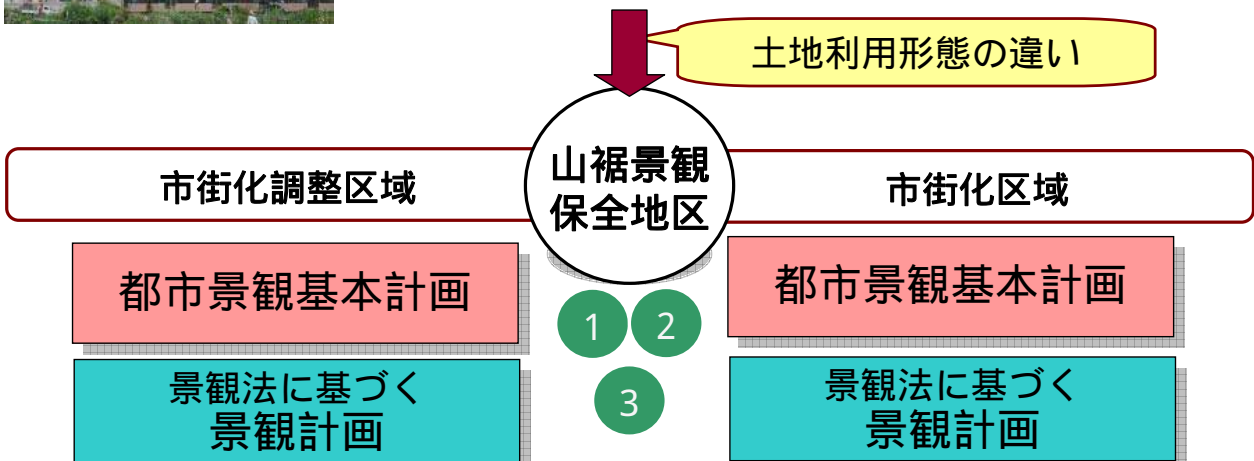 土地利用形態の違い
山裾景観
保全地区
市街化調整区域
市街化区域
都市景観基本計画
都市景観基本計画
1 2
3
景観法に基づく
景観計画
景観法に基づく
景観計画